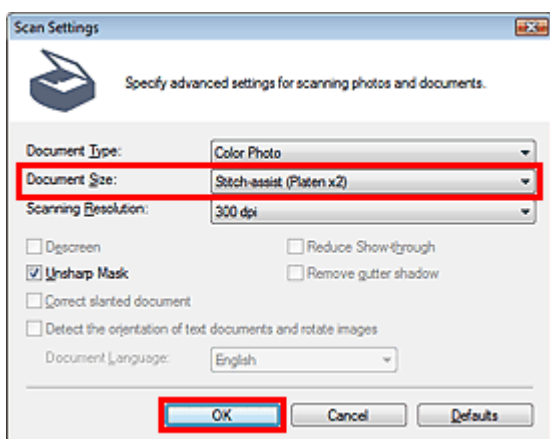 Scan Settings
Specify advanced settings for scanning photos and documents.
Document Type: Color Photo
Document Size: Stitch-assist (Platen x2)
Scanning Resolution: 300 dpi
Descreen Reduce Show-through
Unsharp Mask Remove gutter shadow
Correct slanted document
Detect the orientation of text documents and rotate images
Document Language: English
OK Cancel Defaults